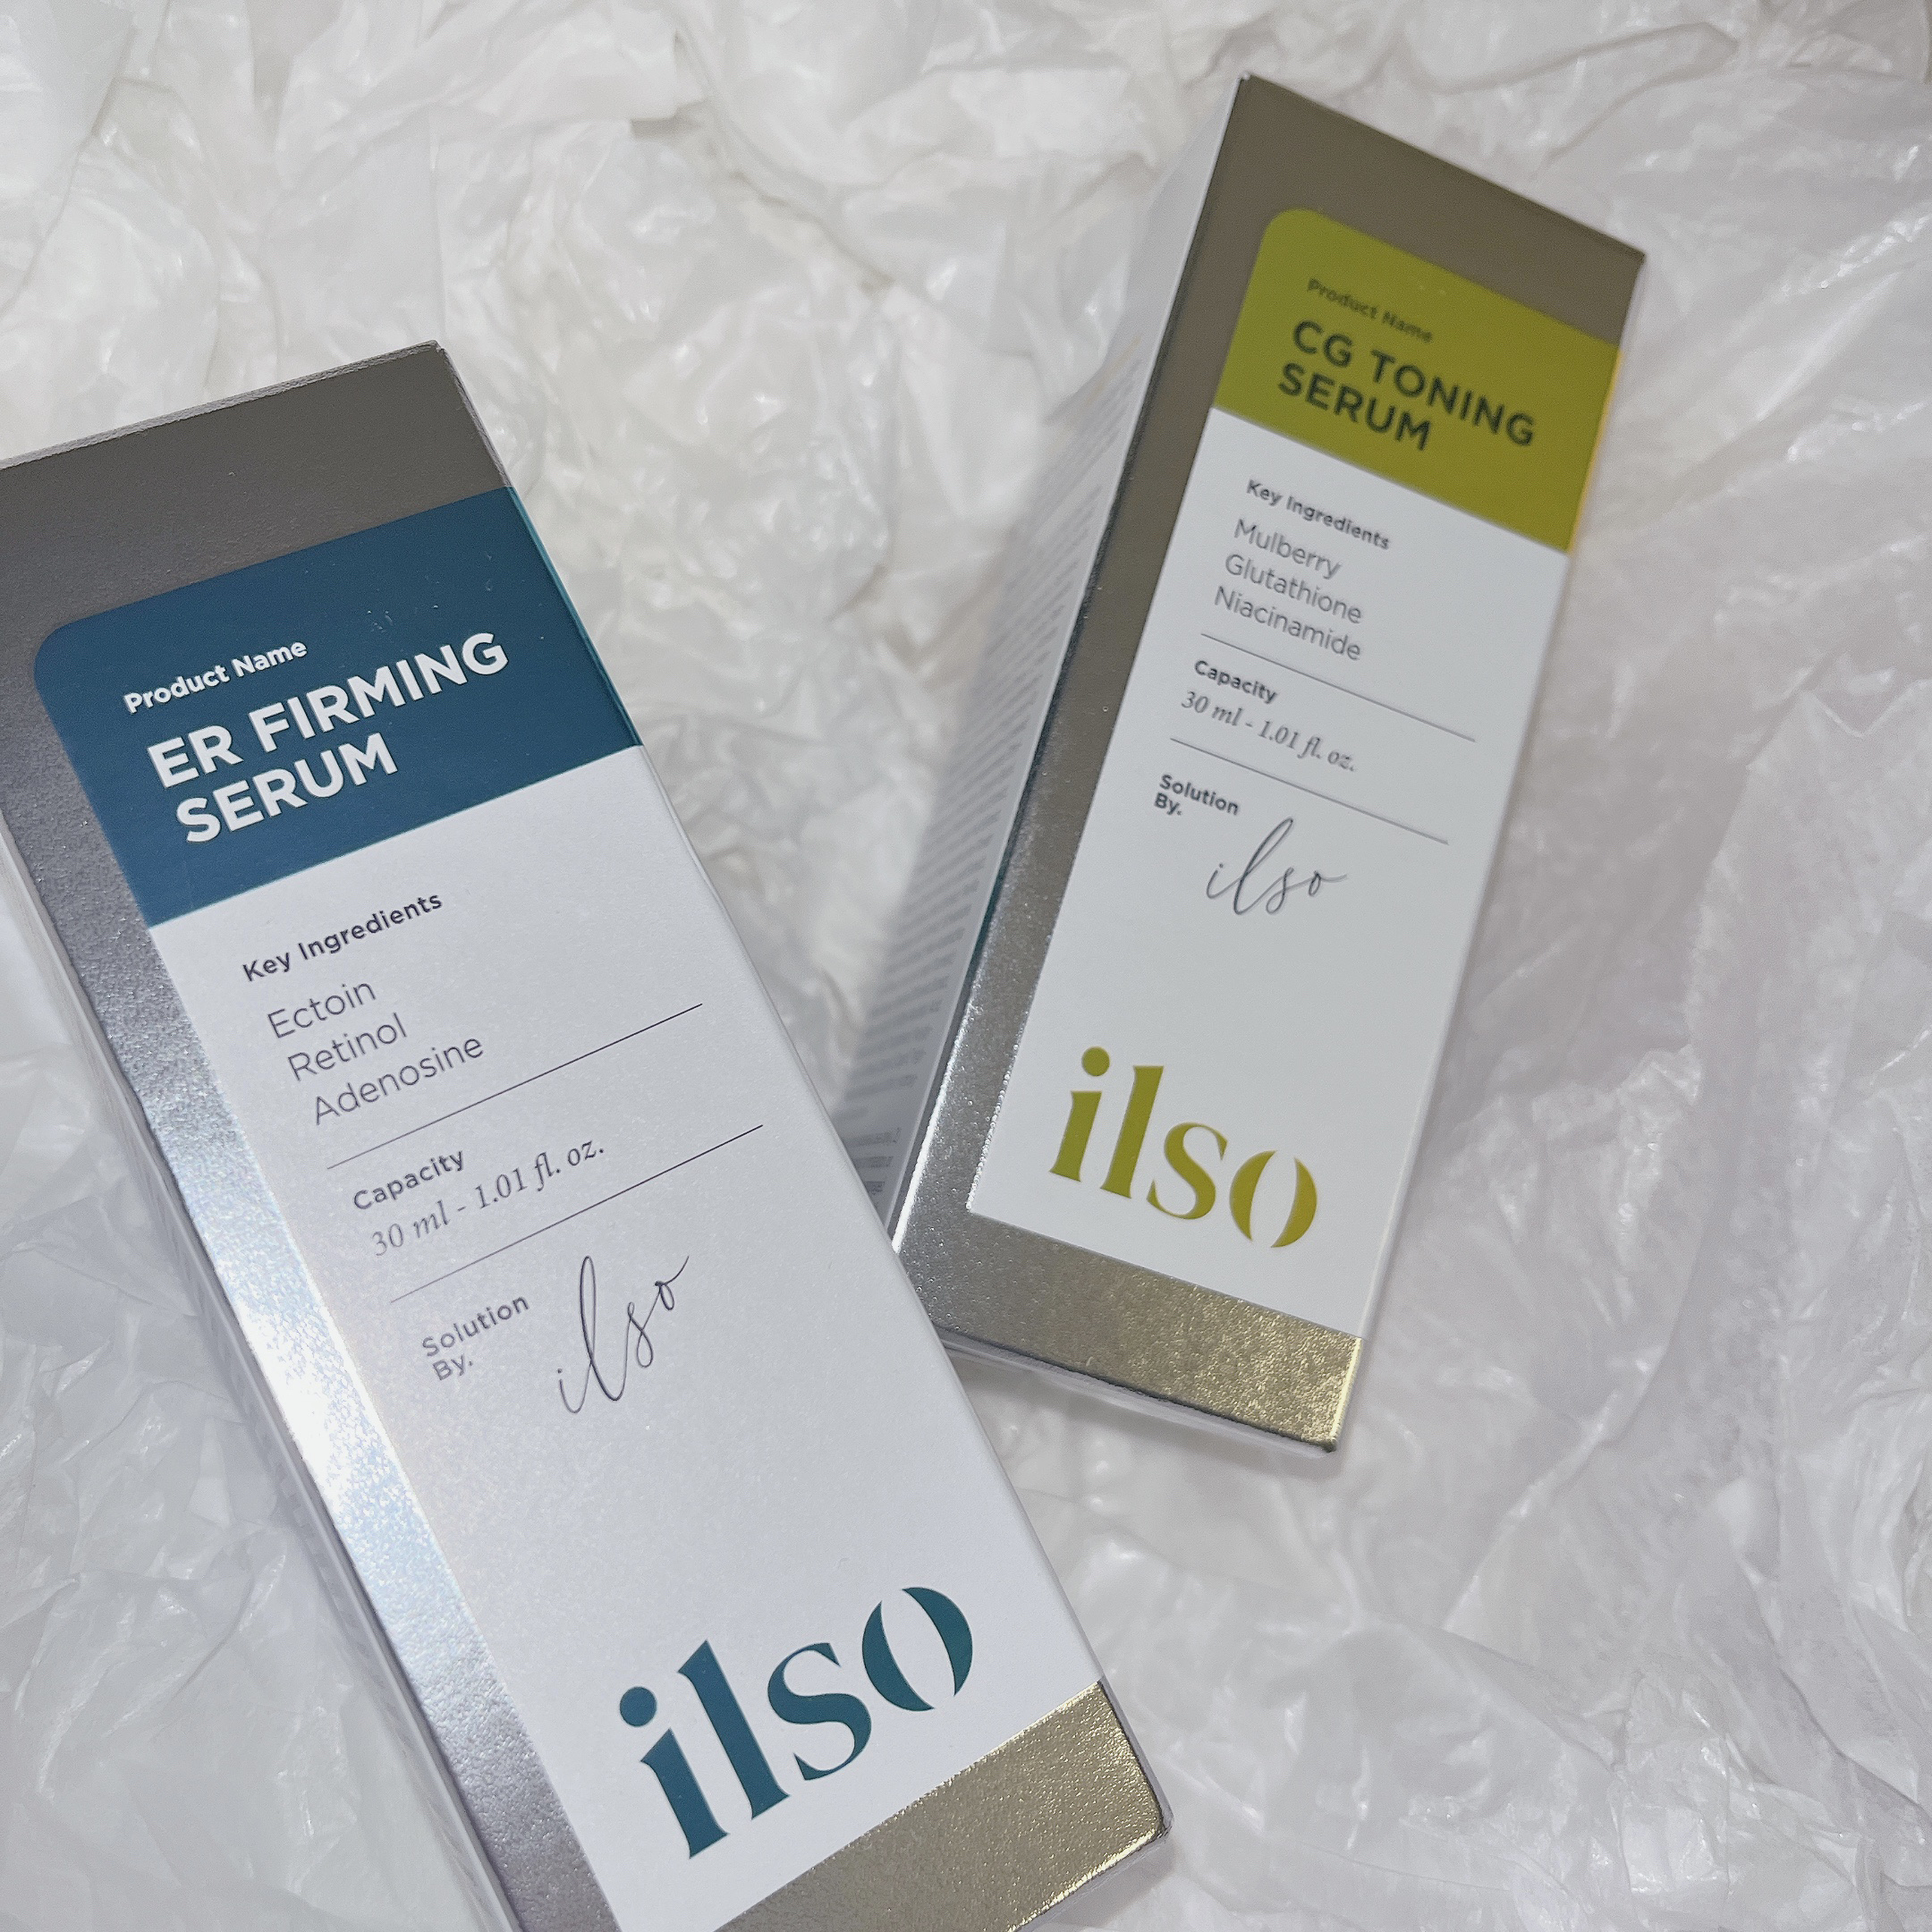 Product Name
ER FIRMING
SERUM
Key Ingredients
Ectoin
Retinol
Adenosine
Capacity
30 ml - 1.01 fl. oz.
Solution
By.
ilso
ilso
Product Name
CG TONING
SERUM
Key Ingredients
Mulberry
Glutathione
Niacinamide
Capacity
30 ml - 1.01 fl. oz.
Solution
By.
ilso
ilso